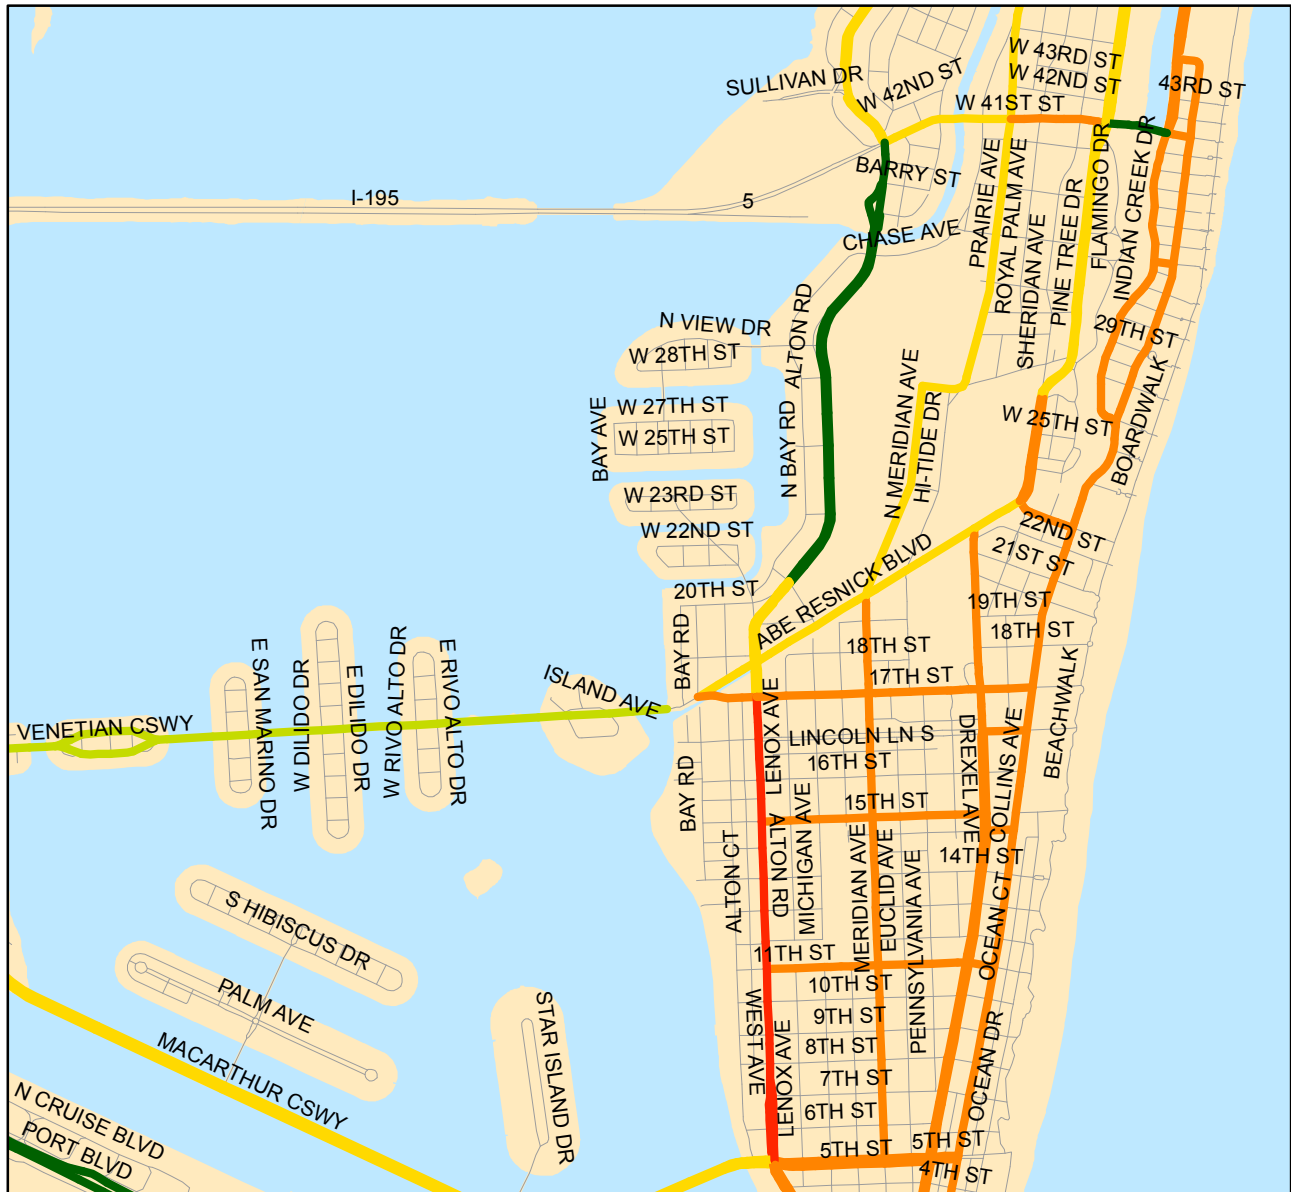 W 43RD ST
W 42ND ST
43RD ST
SULLIVAN DR
W 42ND ST
W 41ST ST
BARRY ST
I-195
5
CHASE AVE
PRAIRIE AVE
ROYAL PALM AVE
SHERIDAN AVE
PINE TREE DR
FLAMINGO DR
INDIAN CREEK DR
N VIEW DR
W 28TH ST
ALTON RD
29TH ST
BAY AVE
W 27TH ST
W 25TH ST
N BAY RD
N MERIDIAN AVE
HI-TIDE DR
W 25TH ST
BOARDWALK
W 23RD ST
W 22ND ST
22ND ST
21ST ST
20TH ST
ABE RESNICK BLVD
19TH ST
18TH ST
18TH ST
BAY RD
17TH ST
E SAN MARINO DR
W DILIDO DR
E DILIDO DR
W RIVO ALTO DR
E RIVO ALTO DR
ISLAND AVE
VENETIAN CSWY
LENOX AVE
LINCOLN LN S
16TH ST
DREXEL AVE
COLLINS AVE
BEACHWALK
BAY RD
15TH ST
ALTON CT
ALTON RD
MICHIGAN AVE
MERIDIAN AVE
EUCLID AVE
PENNSYLVANIA AVE
14TH ST
OCEAN CT
S HIBISCUS DR
11TH ST
10TH ST
PALM AVE
STAR ISLAND DR
WEST AVE
LENOX AVE
9TH ST
8TH ST
7TH ST
6TH ST
OCEAN DR
MACARTHUR CSWY
N CRUISE BLVD
PORT BLVD
5TH ST
5TH ST
4TH ST